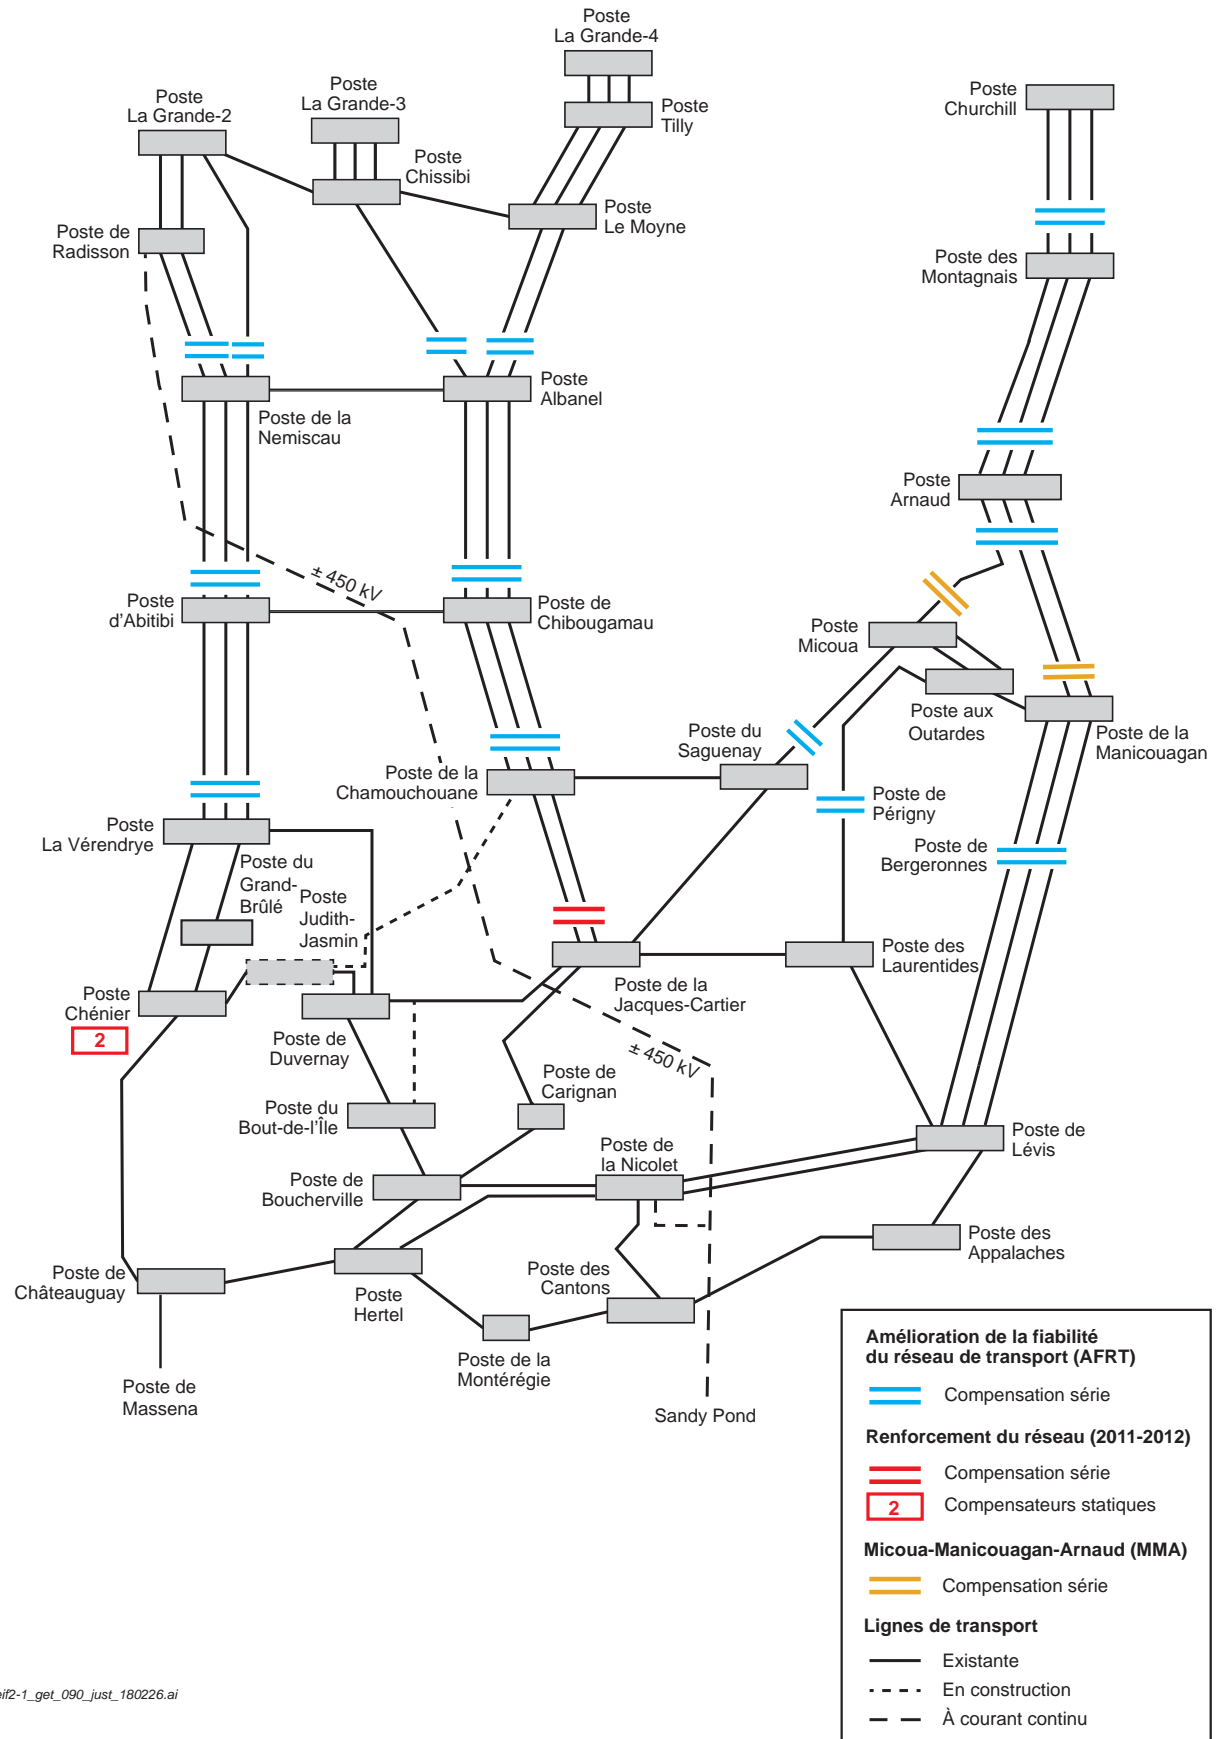 Poste
La Grande-4
Poste
La Grande-3
Poste
La Grande-2
Poste
Churchill
Poste
Tilly
Poste
Chissibi
Poste
Le Moyne
Poste de
Radisson
Poste des
Montagnais
Poste
Albanel
Poste de la
Nemiscau
Poste
Arnaud
± 450 kV
Poste
d'Abitibi
Poste de
Chibougamau
Poste
Micoua
Poste aux
Outardes
Poste de la
Manicouagan
Poste du
Saguenay
Poste de la
Chamouchouane
Poste de
Périgny
Poste
La Vérendrye
Poste de
Bergeronnes
Poste du
Grand-
Brûlé
Poste
Judith-
Jasmin
Poste des
Laurentides
Poste de la
Jacques-Cartier
Poste
Chénier
2
Poste de
Duvernay
± 450 kV
Poste de
Carignan
Poste du
Bout-de-l'Île
Poste de
Lévis
Poste de
la Nicolet
Poste de
Boucherville
Poste des
Appalaches
Poste de
Châteauguay
Poste des
Cantons
Poste
Hertel
Poste de la
Montérégie
Poste de
Massena
Sandy Pond
Amélioration de la fiabilité
du réseau de transport (AFRT)
Compensation série
Renforcement du réseau (2011-2012)
Compensation série
2 Compensateurs statiques
Micoua-Manicouagan-Arnaud (MMA)
Compensation série
Lignes de transport
Existante
En construction
À courant continu
eif2-1_get_090_just_180226.ai